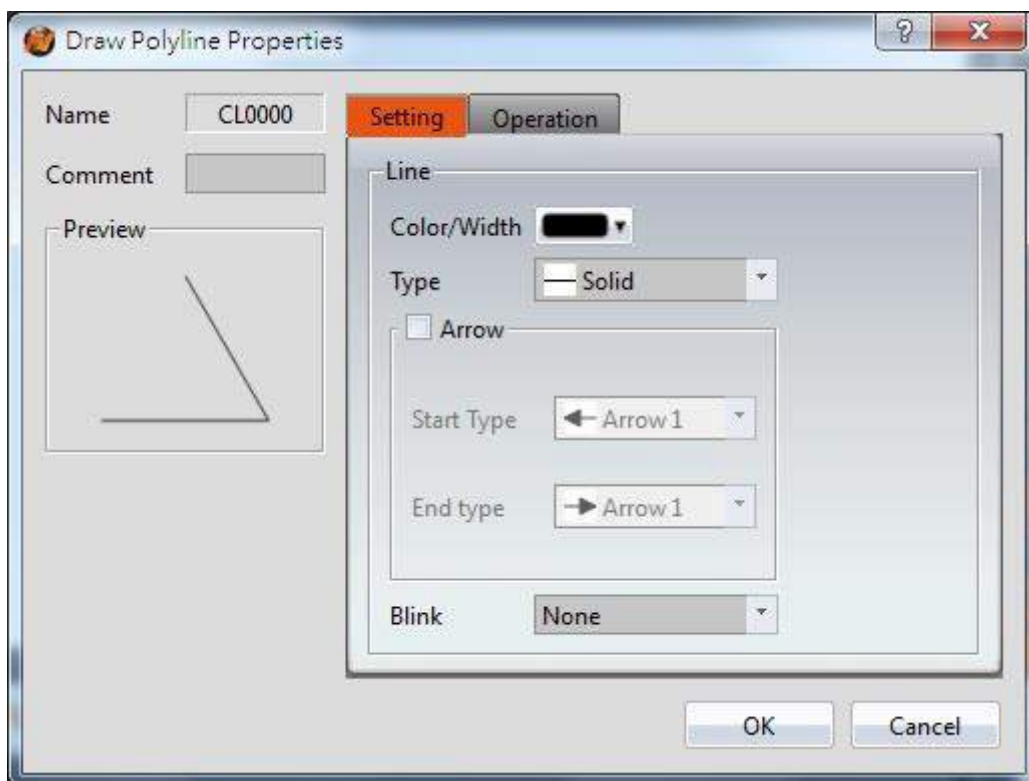 Draw Polyline Properties
?
Name CL0000
Comment
Preview
Setting Operation
Line
Color/Width
Type Solid
Arrow
Start Type Arrow 1
End type Arrow 1
Blink None
OK Cancel